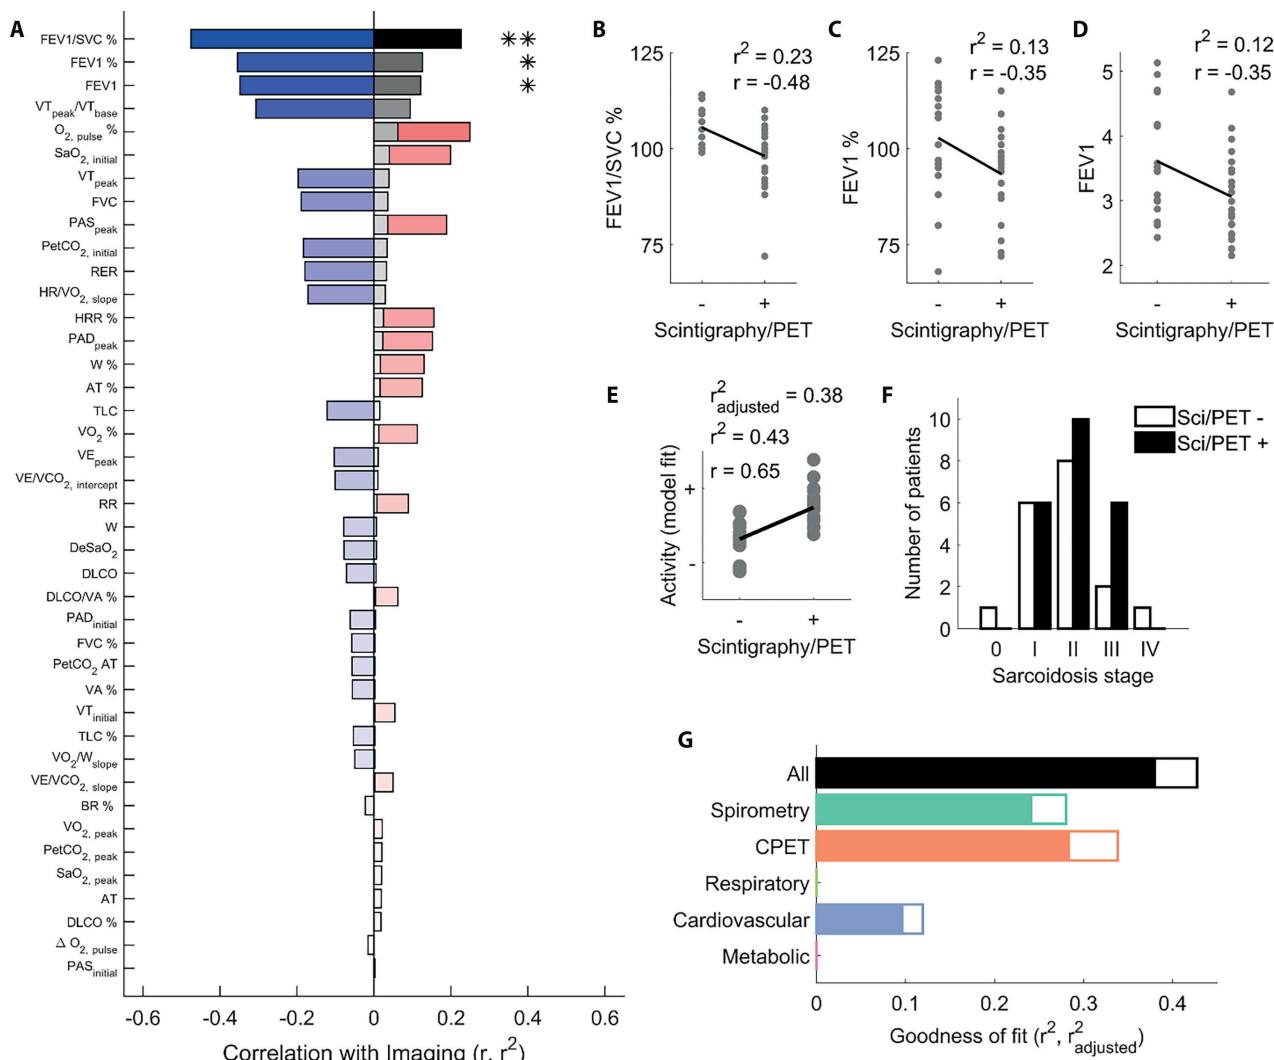 A
FEV1/SVC %
FEV1 %
FEV1
VTpeak/VTbase
O2, pulse %
SaO2, initial
VTpeak
FVC
PASpeak
PetCO2, initial
RER
HR/VO2, slope
HRR %
PADpeak
W %
AT %
TLC
VO2 %
VEpeak
VE/VCO2, intercept
RR
W
DeSaO2
DLCO
DLCO/VA %
PADinitial
FVC %
PetCO2 AT
VA %
VTinitial
TLC %
VO2/Wslope
VE/VCO2, slope
BR %
VO2, peak
PetCO2, peak
SaO2, peak
AT
DLCO %
Δ O2, pulse
PASinitial
** 
*
*
-0.6 -0.4 -0.2 0 0.2 0.4 0.6
Correlation with Imaging (r, r2)
B
r2 = 0.23
r = -0.48
125
100
75
FEV1/SVC %
- +
Scintigraphy/PET
C
r2 = 0.13
r = -0.35
125
100
75
FEV1 %
- +
Scintigraphy/PET
D
r2 = 0.12
r = -0.35
5
4
3
2
FEV1
- +
Scintigraphy/PET
E
r2adjusted = 0.38
r2 = 0.43
r = 0.65
+
-
Activity (model fit)
- +
Scintigraphy/PET
F
Sci/PET -
Sci/PET +
10
8
6
4
2
0
Number of patients
0 I II III IV
Sarcoidosis stage
G
All
Spirometry
CPET
Respiratory
Cardiovascular
Metabolic
0 0.1 0.2 0.3 0.4
Goodness of fit (r2, r2adjusted)